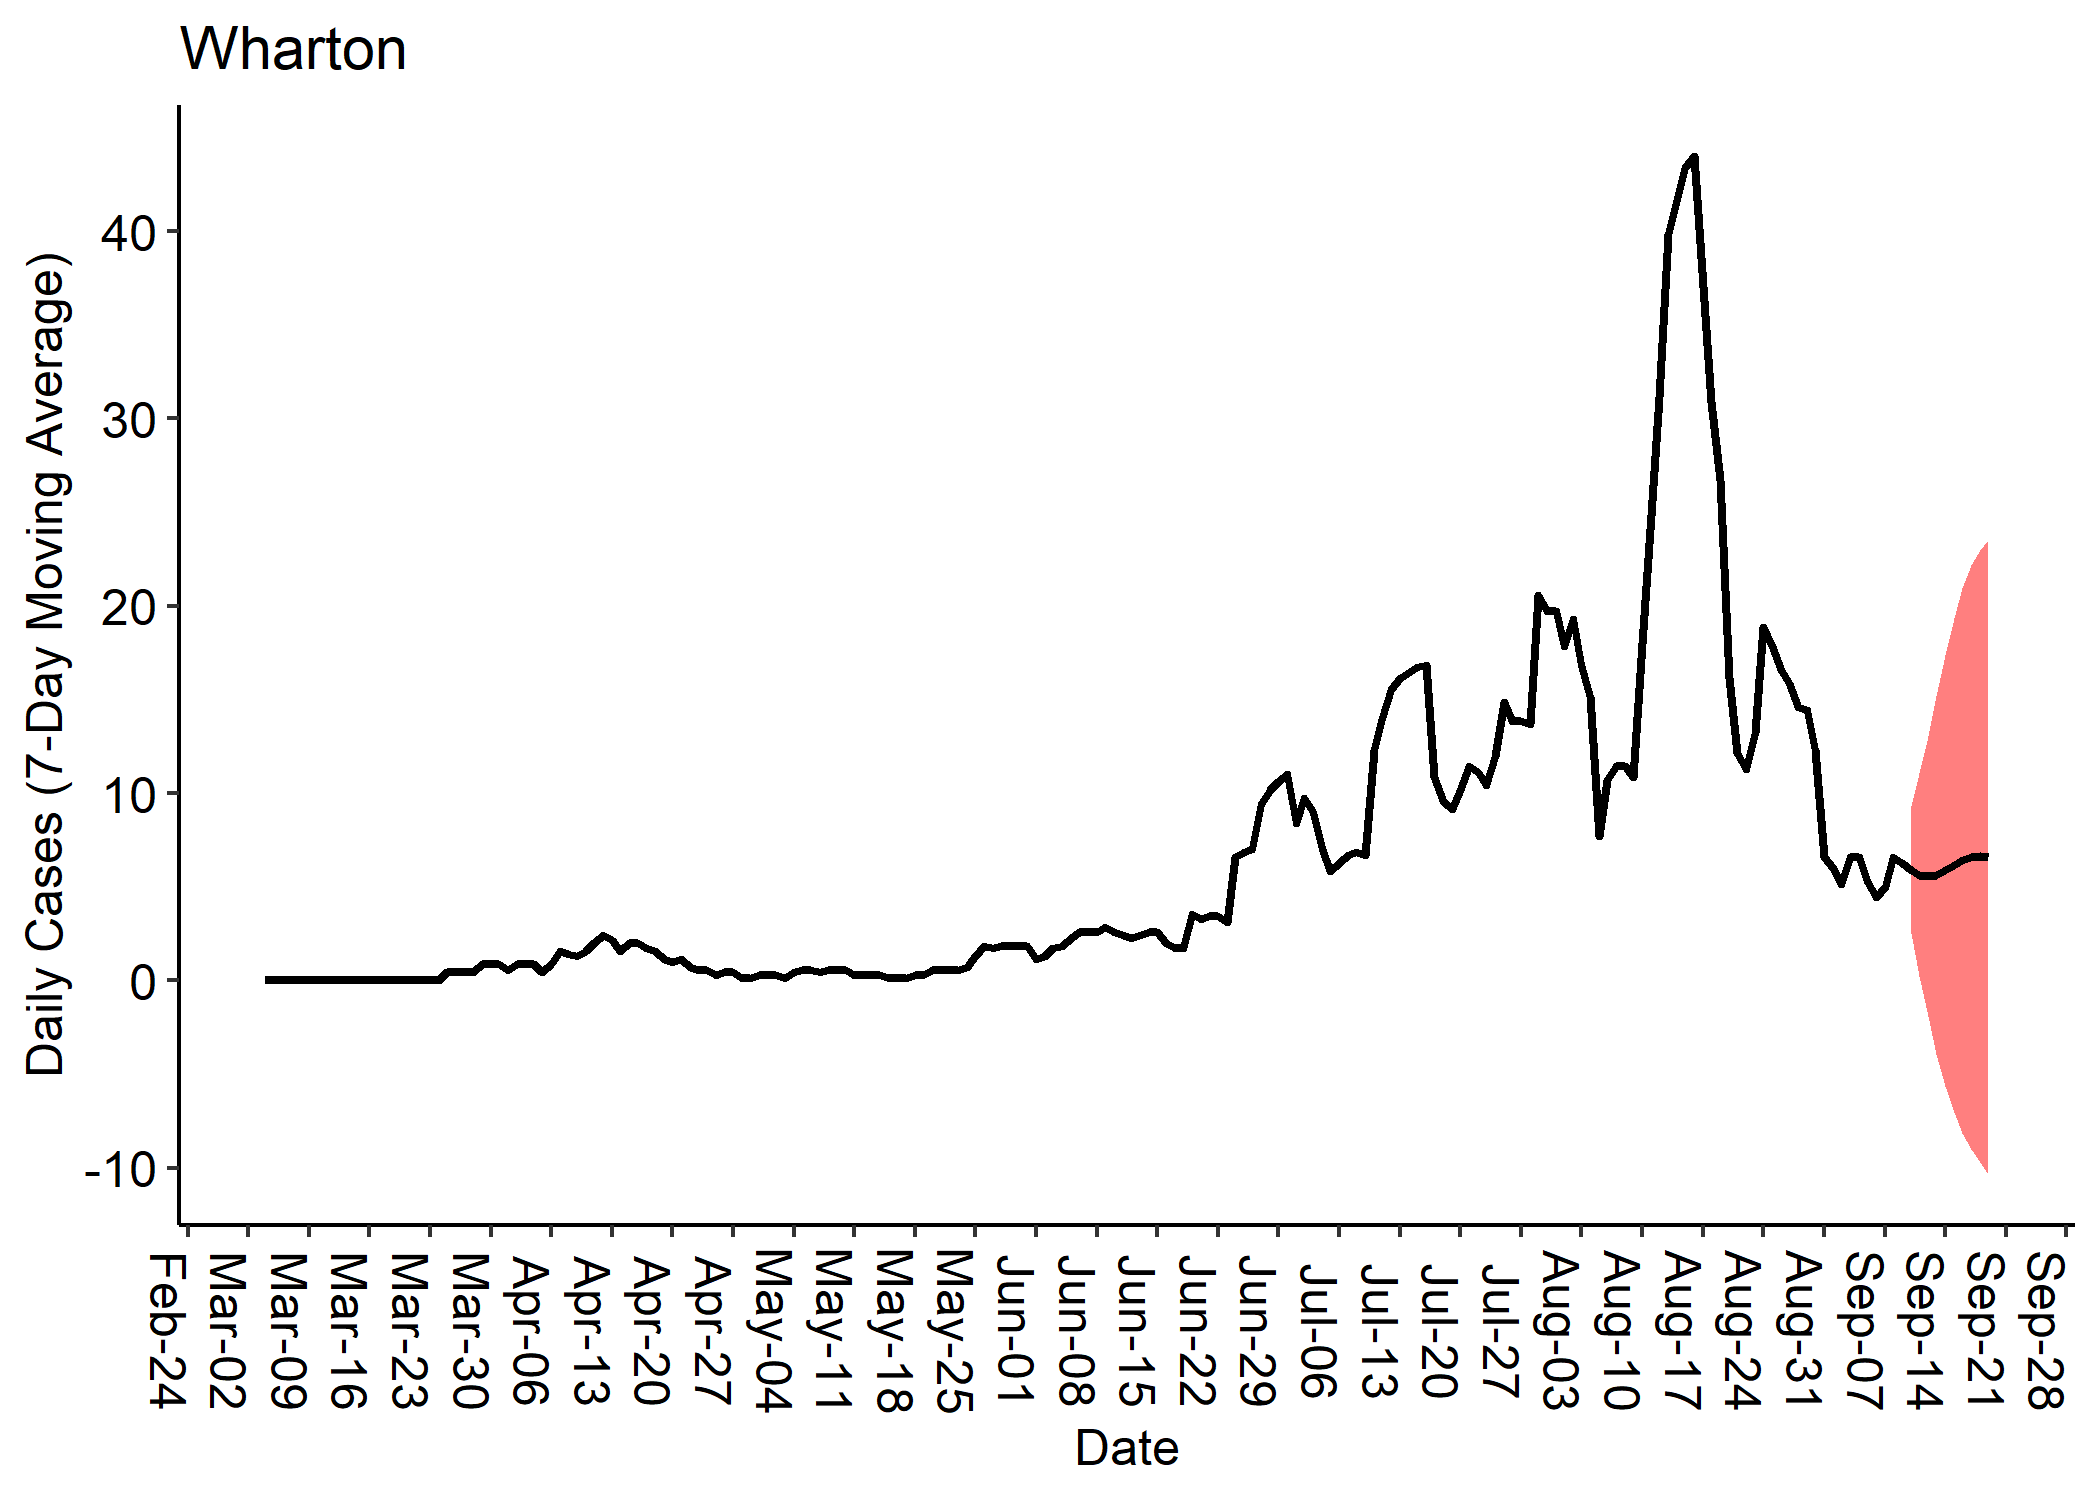 Wharton
Daily Cases (7-Day Moving Average)
40
30
20
10
0
-10
Feb-24
Mar-02
Mar-09
Mar-16
Mar-23
Mar-30
Apr-06
Apr-13
Apr-20
Apr-27
May-04
May-11
May-18
May-25
Jun-01
Jun-08
Jun-15
Jun-22
Jun-29
Jul-06
Jul-13
Jul-20
Jul-27
Aug-03
Aug-10
Aug-17
Aug-24
Aug-31
Sep-07
Sep-14
Sep-21
Sep-28
Date